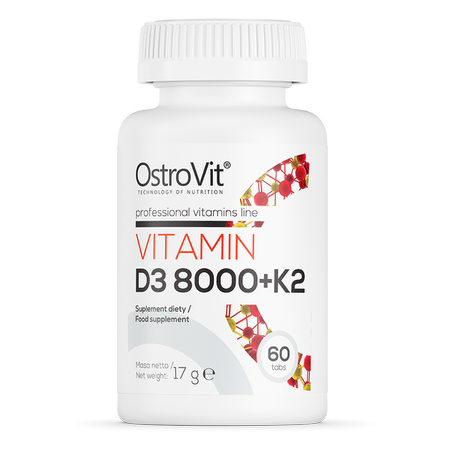 OstroVit®
TECHNOLOGY OF NUTRITION
professional vitamins line
VITAMIN
D3 8000+K2
Suplement diety /
Food supplement
60
tabs
Masa netto /
Net weight: 17 g ℮